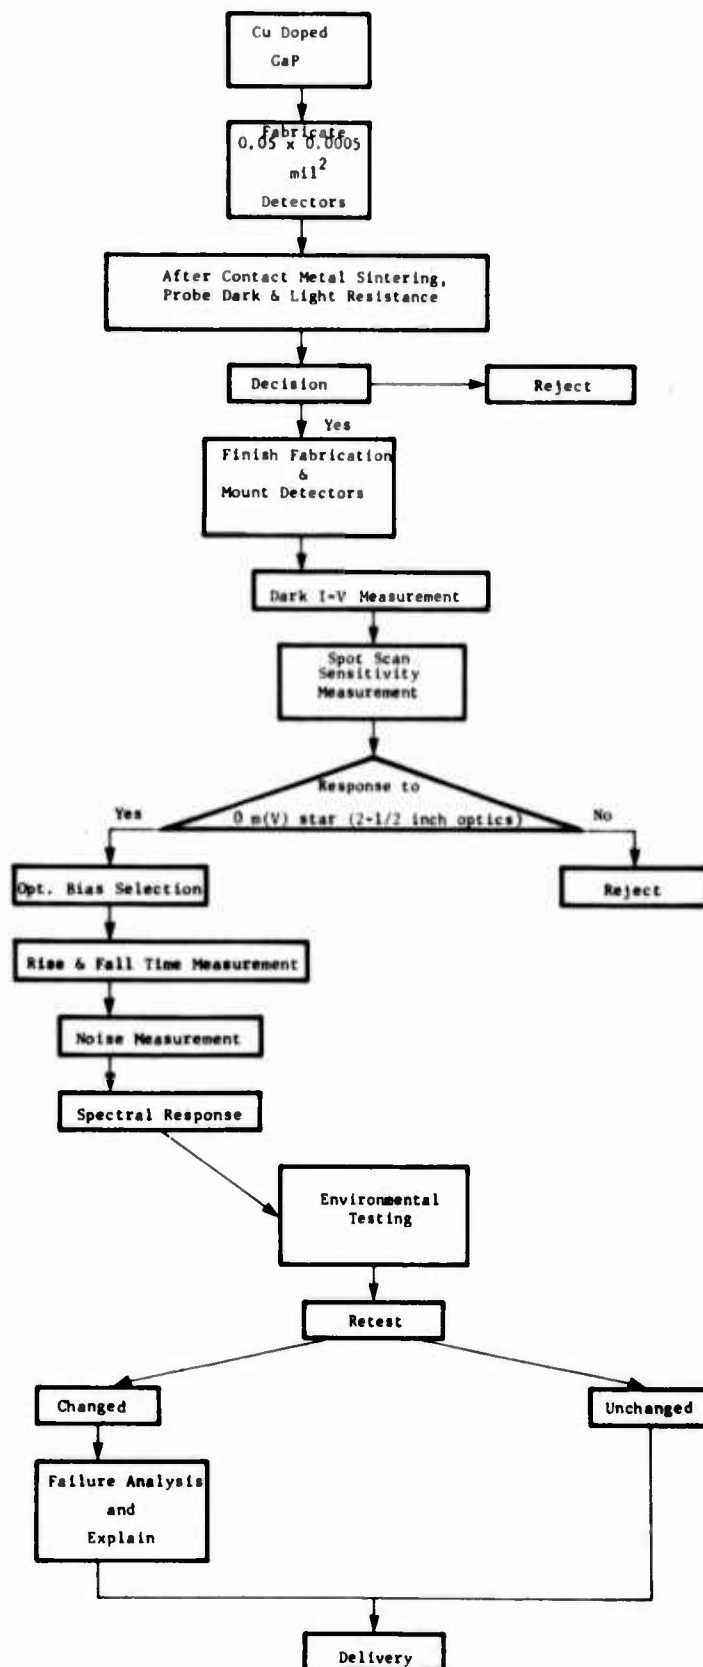 Cu Doped
GaP
Fabricate
0.05 x 0.0005
mil2
Detectors
After Contact Metal Sintering,
Probe Dark & Light Resistance
Decision
Reject
Yes
Finish Fabrication
&
Mount Detectors
Dark I-V Measurement
Spot Scan
Sensitivity
Measurement
Response to
0 m(V) star (2-1/2 inch optics)
Yes
No
Opt. Bias Selection
Reject
Rise & Fall Time Measurement
Noise Measurement
Spectral Response
Environmental
Testing
Retest
Changed
Unchanged
Failure Analysis
and
Explain
Delivery